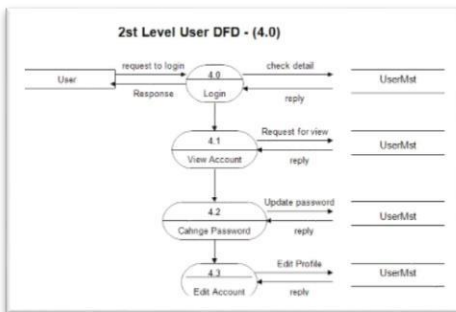 2st Level User DFD - (4.0)
request to login
check detail
User
4.0
UserMst
Response
Login
reply
Request for view
4.1
UserMst
View Account
reply
Update password
4.2
UserMst
Cahnge Password
reply
Edit Profile
4.3
UserMst
Edit Account
reply